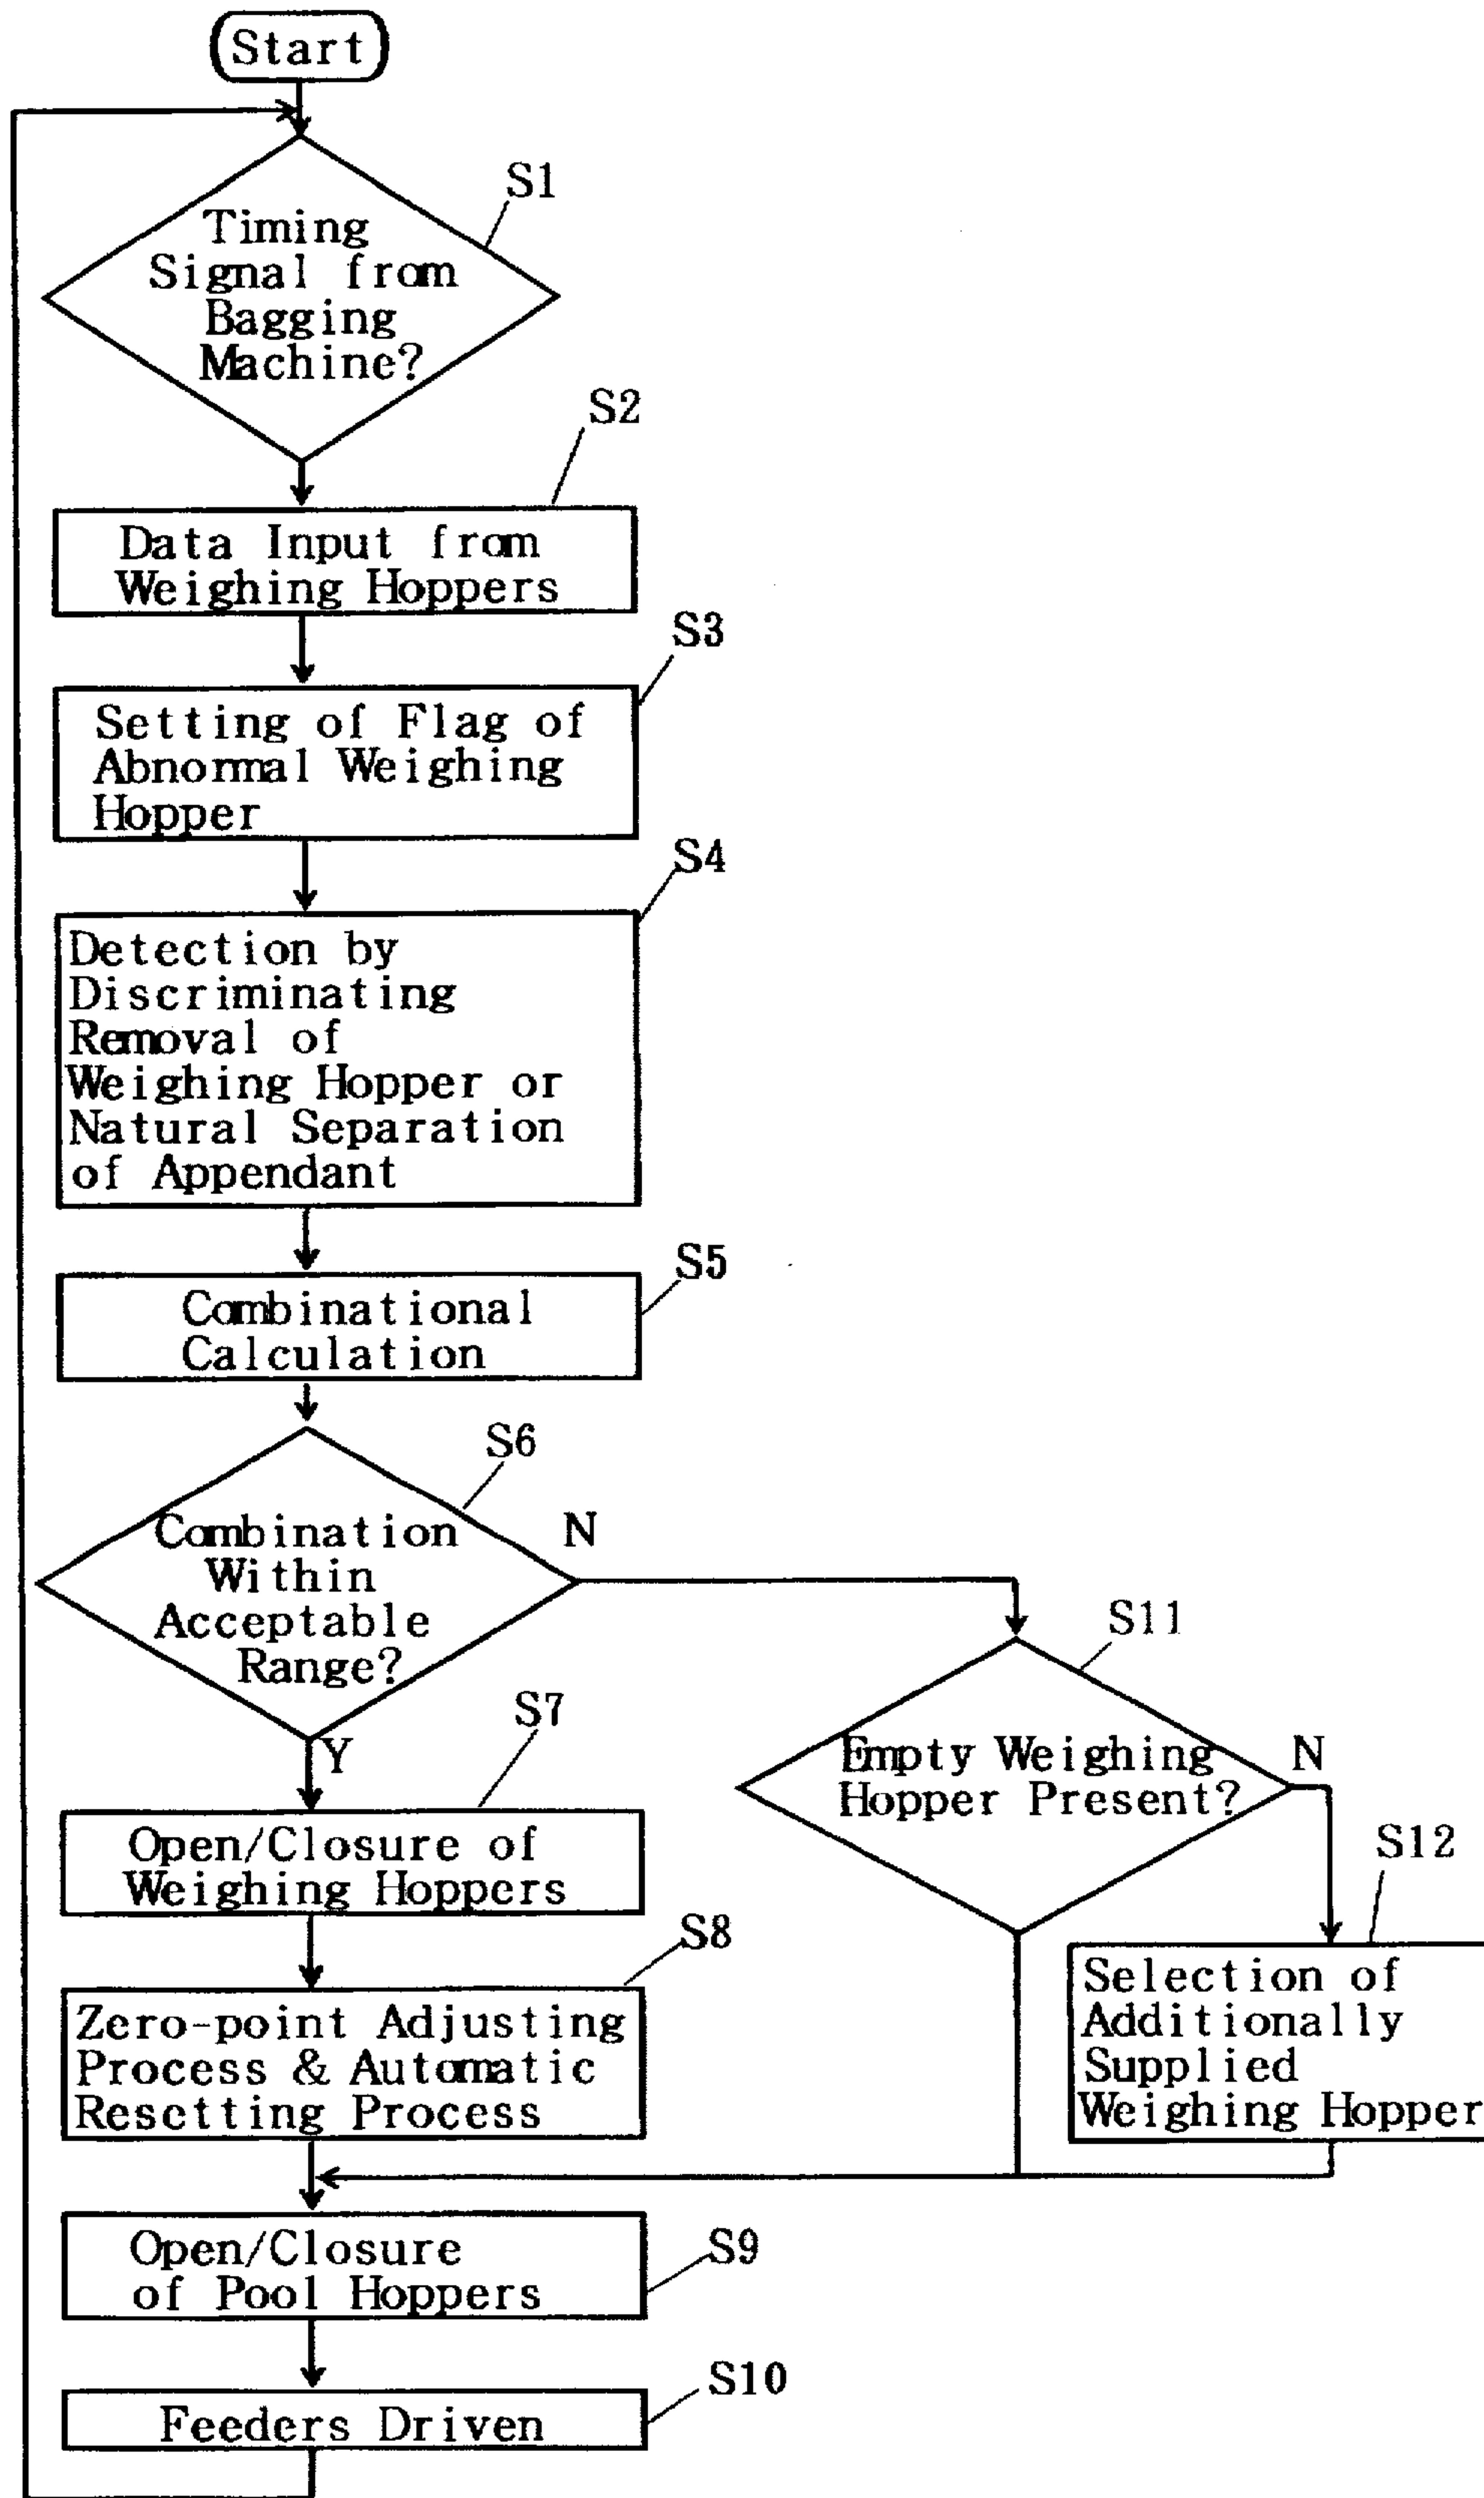 Start
S1
Timing
Signal from
Bagging
Machine?
S2
Data Input from
Weighing Hoppers
S3
Setting of Flag of
Abnormal Weighing
Hopper
S4
Detection by
Discriminating
Removal of
Weighing Hopper or
Natural Separation
of Appendant
S5
Combinational
Calculation
S6
Combination
Within
Acceptable
Range?
N
Y
S11
Empty Weighing
Hopper Present?
N
S7
Open/Closure of
Weighing Hoppers
S12
Selection of
Additionally
Supplied
Weighing Hopper
S8
Zero-point Adjusting
Process & Automatic
Resetting Process
S9
Open/Closure
of Pool Hoppers
S10
Feeders Driven